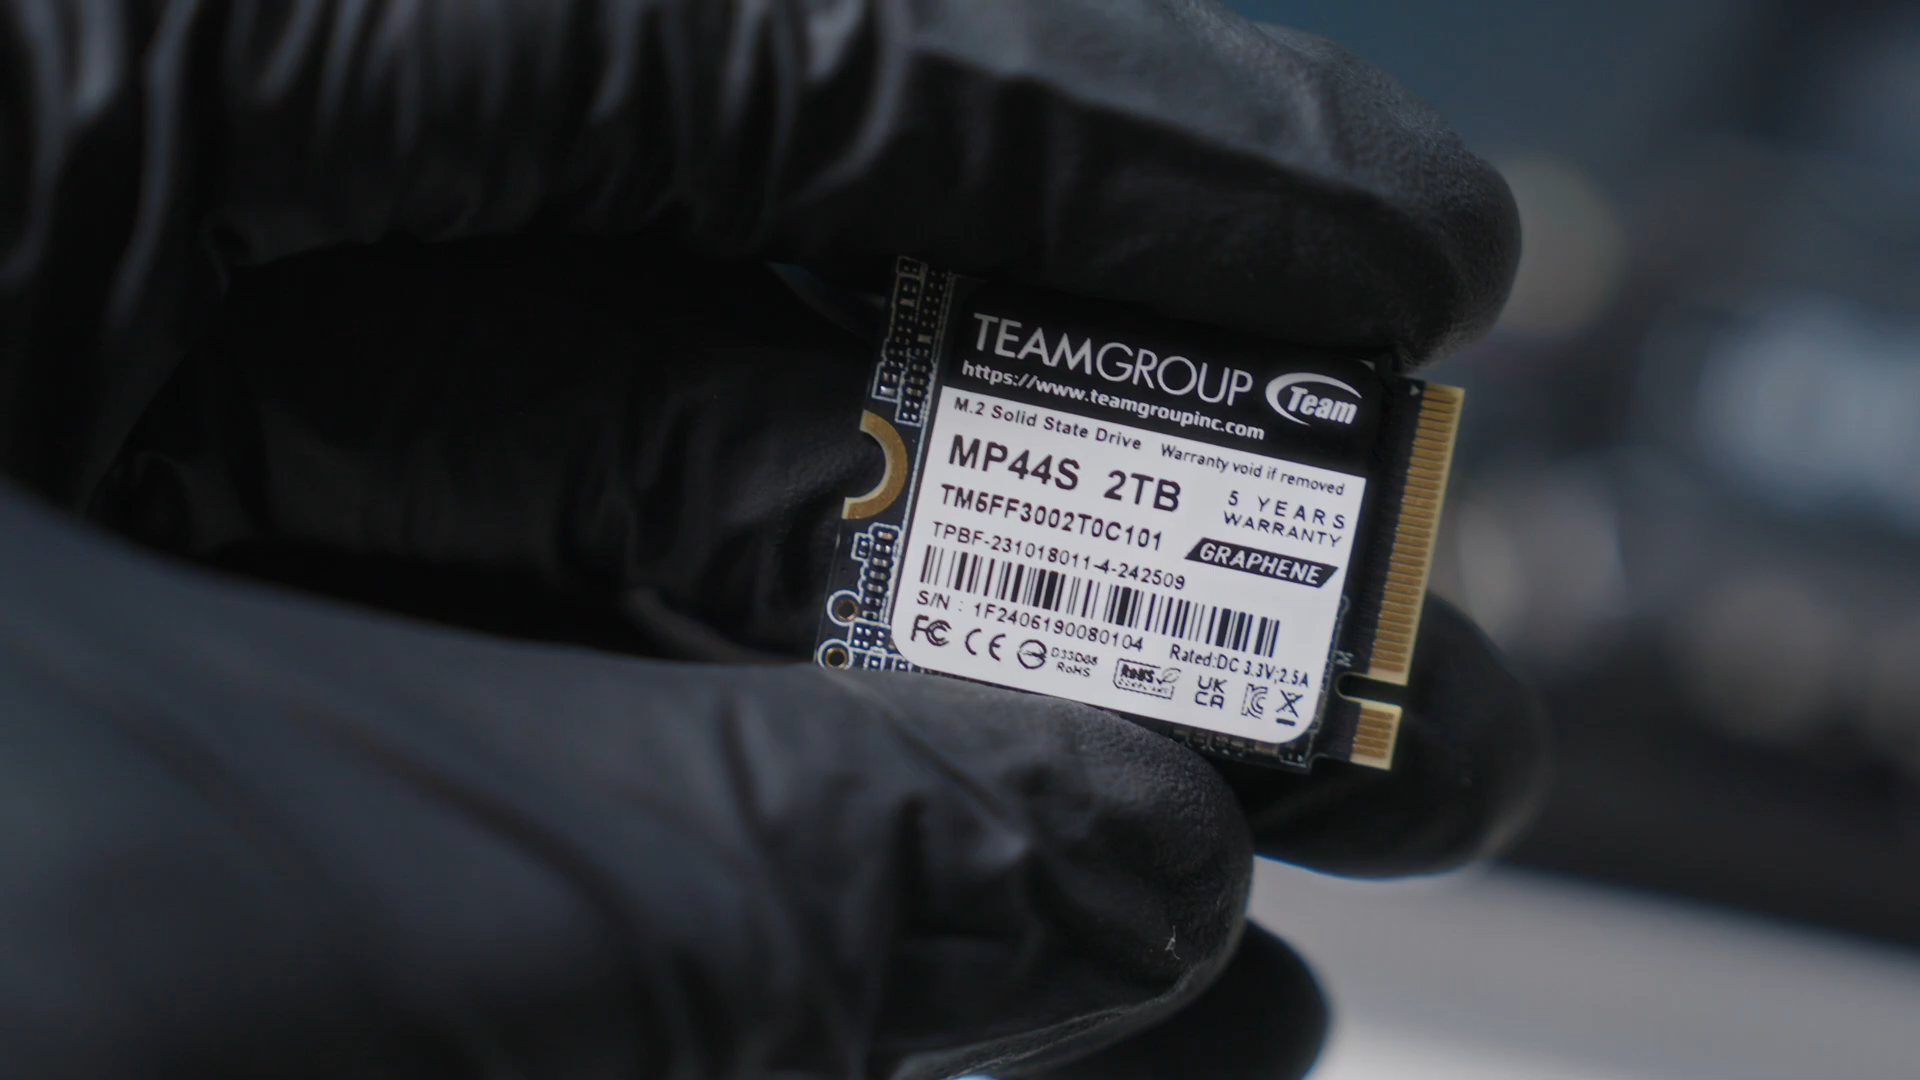 TEAMGROUP Team
https://www.teamgroupinc.com
M.2 Solid State Drive Warranty void if removed
MP44S 2TB
5 YEARS
WARRANTY
TM5FF3002T0C101
GRAPHENE
TPBF-231018011-4-242509
S/N : 1F2406190080104
Rated:DC 3.3V;2.5A
FC CE D33D68
RoHS
RoHS
COMPLIANT
UK
CA
M